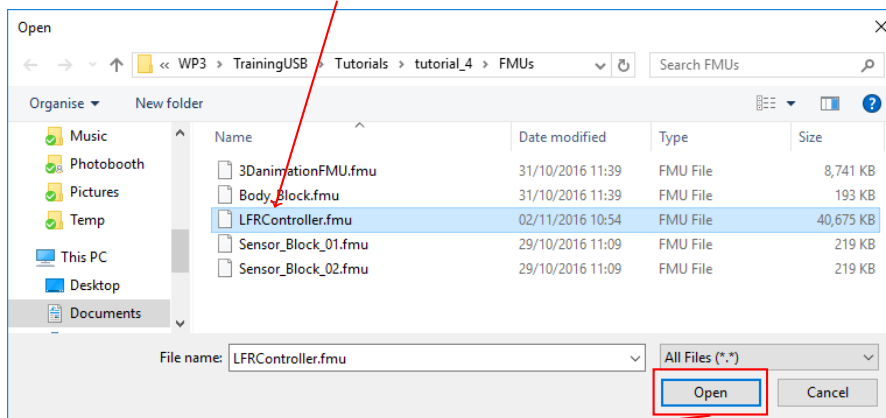 Open
« WP3 > TrainingUSB > Tutorials > tutorial_4 > FMUs
Search FMUs
Organise New folder
Music
Photobooth
Pictures
Temp
This PC
Desktop
Documents
Name Date modified Type Size
3DanimationFMU.fmu 31/10/2016 11:39 FMU File 8,741 KB
Body_Block.fmu 31/10/2016 11:39 FMU File 193 KB
LFRController.fmu 02/11/2016 10:54 FMU File 40,675 KB
Sensor_Block_01.fmu 29/10/2016 11:09 FMU File 219 KB
Sensor_Block_02.fmu 29/10/2016 11:09 FMU File 219 KB
File name: LFRController.fmu All Files (*.*)
Open Cancel